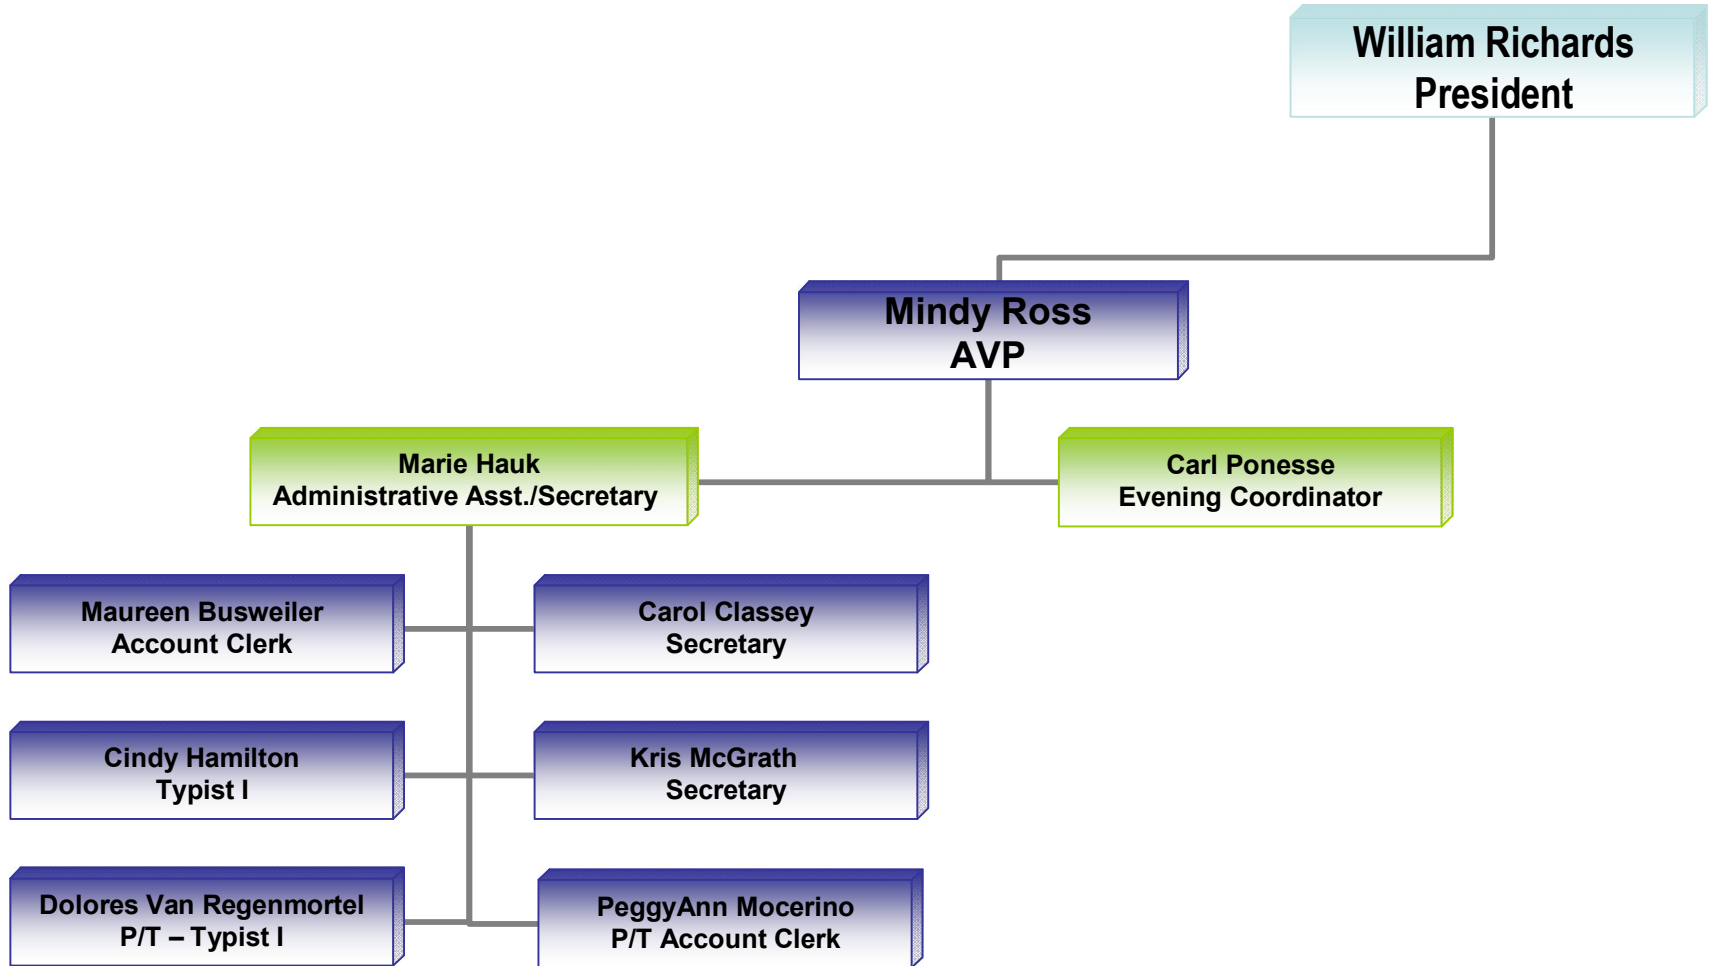 William Richards
President
Mindy Ross
AVP
Marie Hauk
Administrative Asst./Secretary
Carl Ponesse
Evening Coordinator
Maureen Busweiler
Account Clerk
Carol Classey
Secretary
Cindy Hamilton
Typist I
Kris McGrath
Secretary
Dolores Van Regenmortel
P/T – Typist I
PeggyAnn Mocerino
P/T Account Clerk